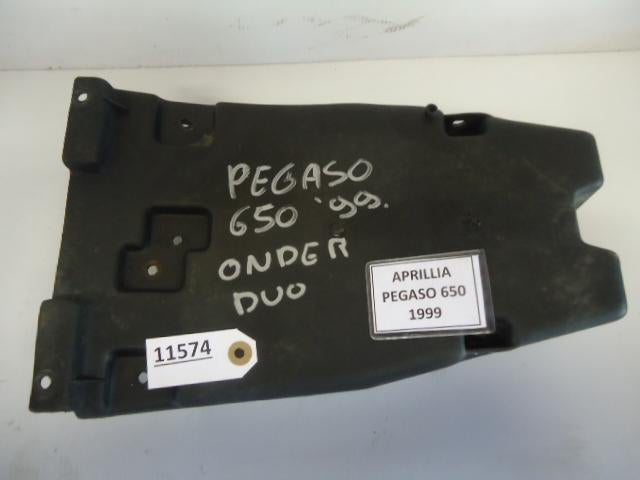 PEGASO
650 '99.
ONDER
DUO
APRILLIA
PEGASO 650
1999
11574